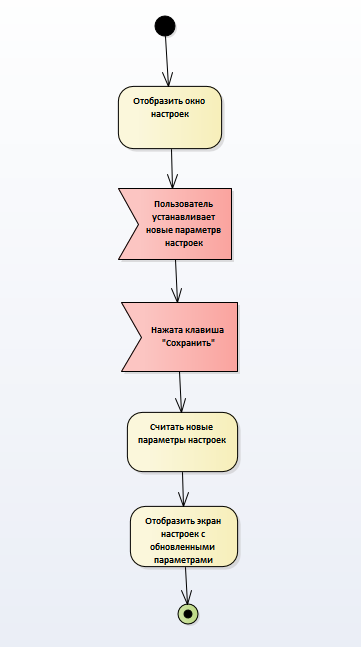 Отобразить окно
настроек
Пользователь
устанавливает
новые параметрв
настроек
Нажата клавиша
"Сохранить"
Считать новые
параметры настроек
Отобразить экран
настроек с
обновленными
параметрами